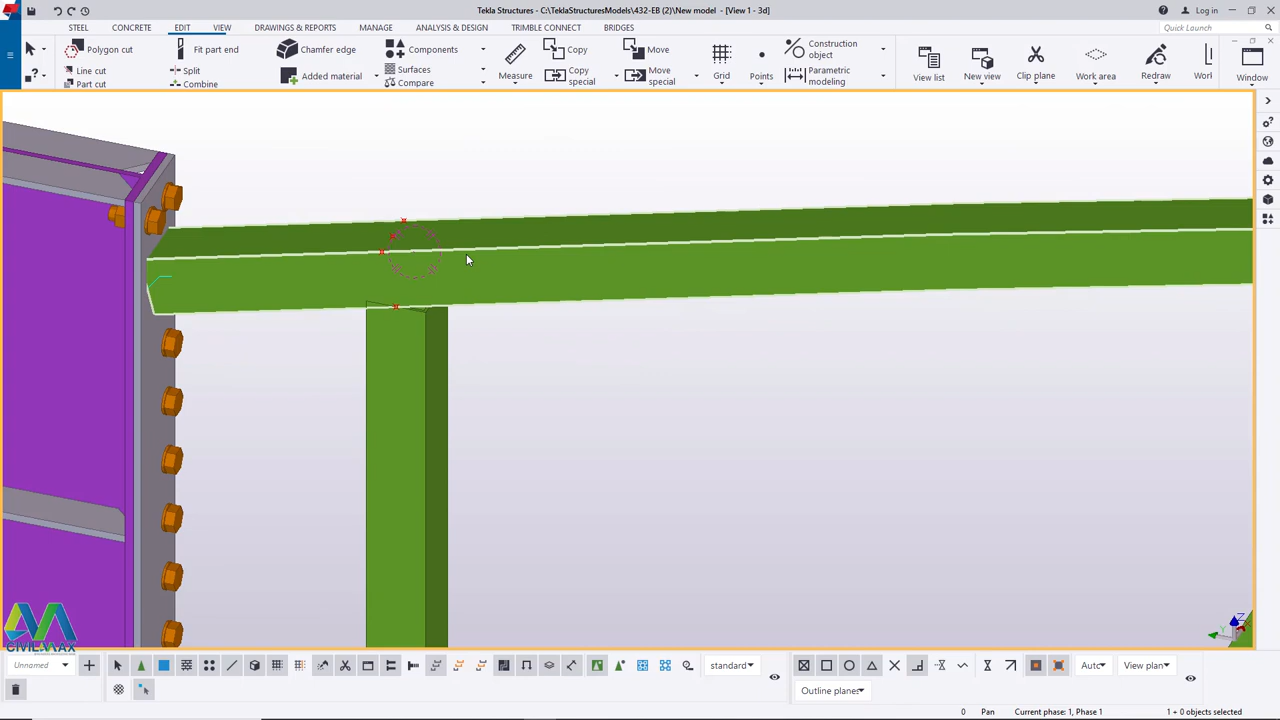 Tekla Structures - C:\TeklaStructuresModels\432-EB (2)\New model - [View 1 - 3d]
Log in
STEEL CONCRETE EDIT VIEW DRAWINGS & REPORTS MANAGE ANALYSIS & DESIGN TRIMBLE CONNECT BRIDGES
Quick Launch
Polygon cut
Line cut
Part cut
Fit part end
Split
Combine
Chamfer edge
Added material
Components
Surfaces
Compare
Measure
Copy
Copy special
Move
Move special
Grid
Points
Construction object
Parametric modeling
View list
New view
Clip plane
Work area
Redraw
Worl
Window
Z
CIVILMAX
Unnamed
standard
Auto
View plan
Outline planes
0 Pan Current phase: 1, Phase 1 1 + 0 objects selected